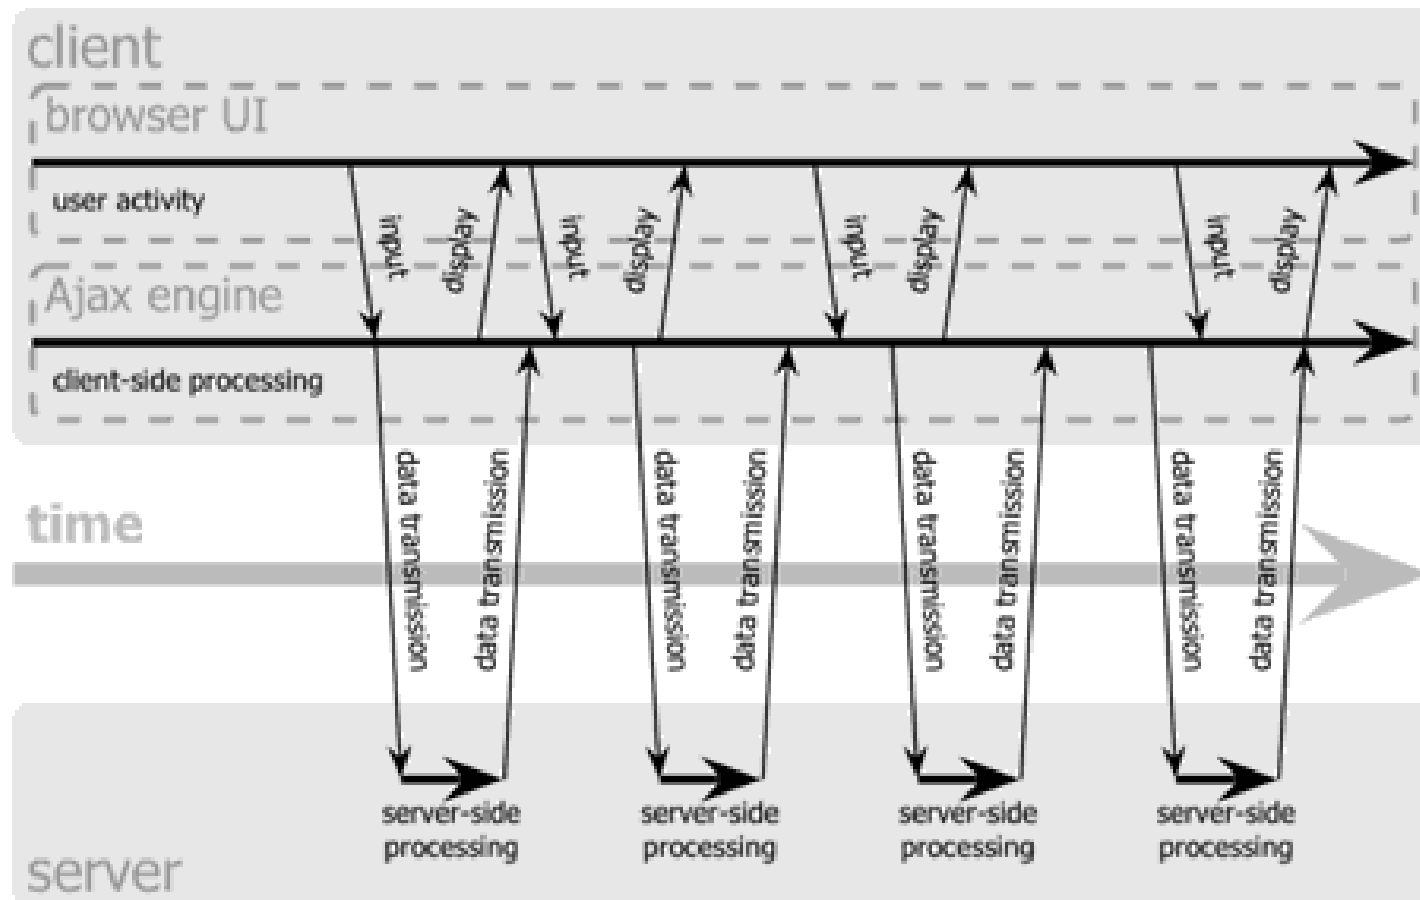 client
browser UI
user activity
input
display
input
display
input
display
input
display
Ajax engine
client-side processing
data transmission
data transmission
data transmission
data transmission
data transmission
data transmission
data transmission
data transmission
time
server-side
processing
server-side
processing
server-side
processing
server-side
processing
server